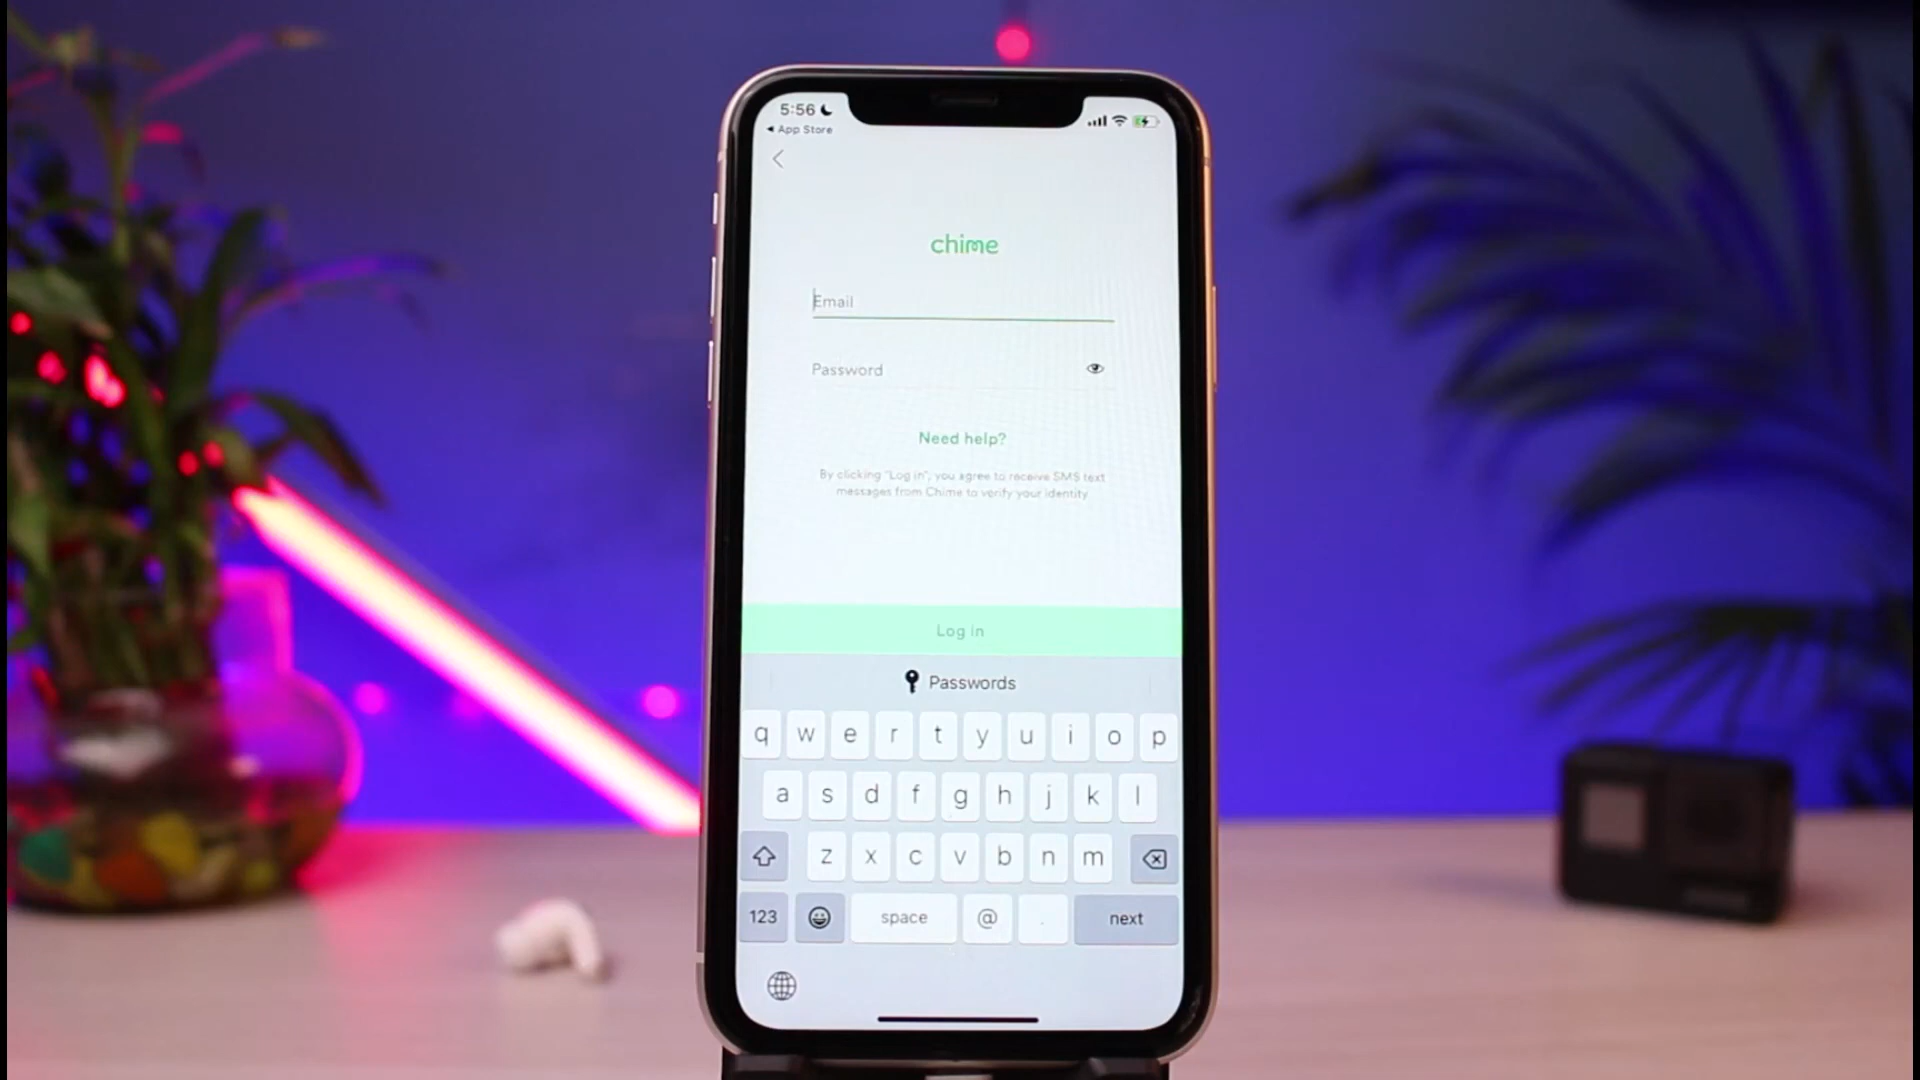 5:56
App Store
chime
Email
Password
Need help?
By clicking "Log in", you agree to receive SMS text
messages from Chime to verify your identity
Log in
Passwords
q w e r t y u i o p
a s d f g h j k l
z x c v b n m
123 space @ . next